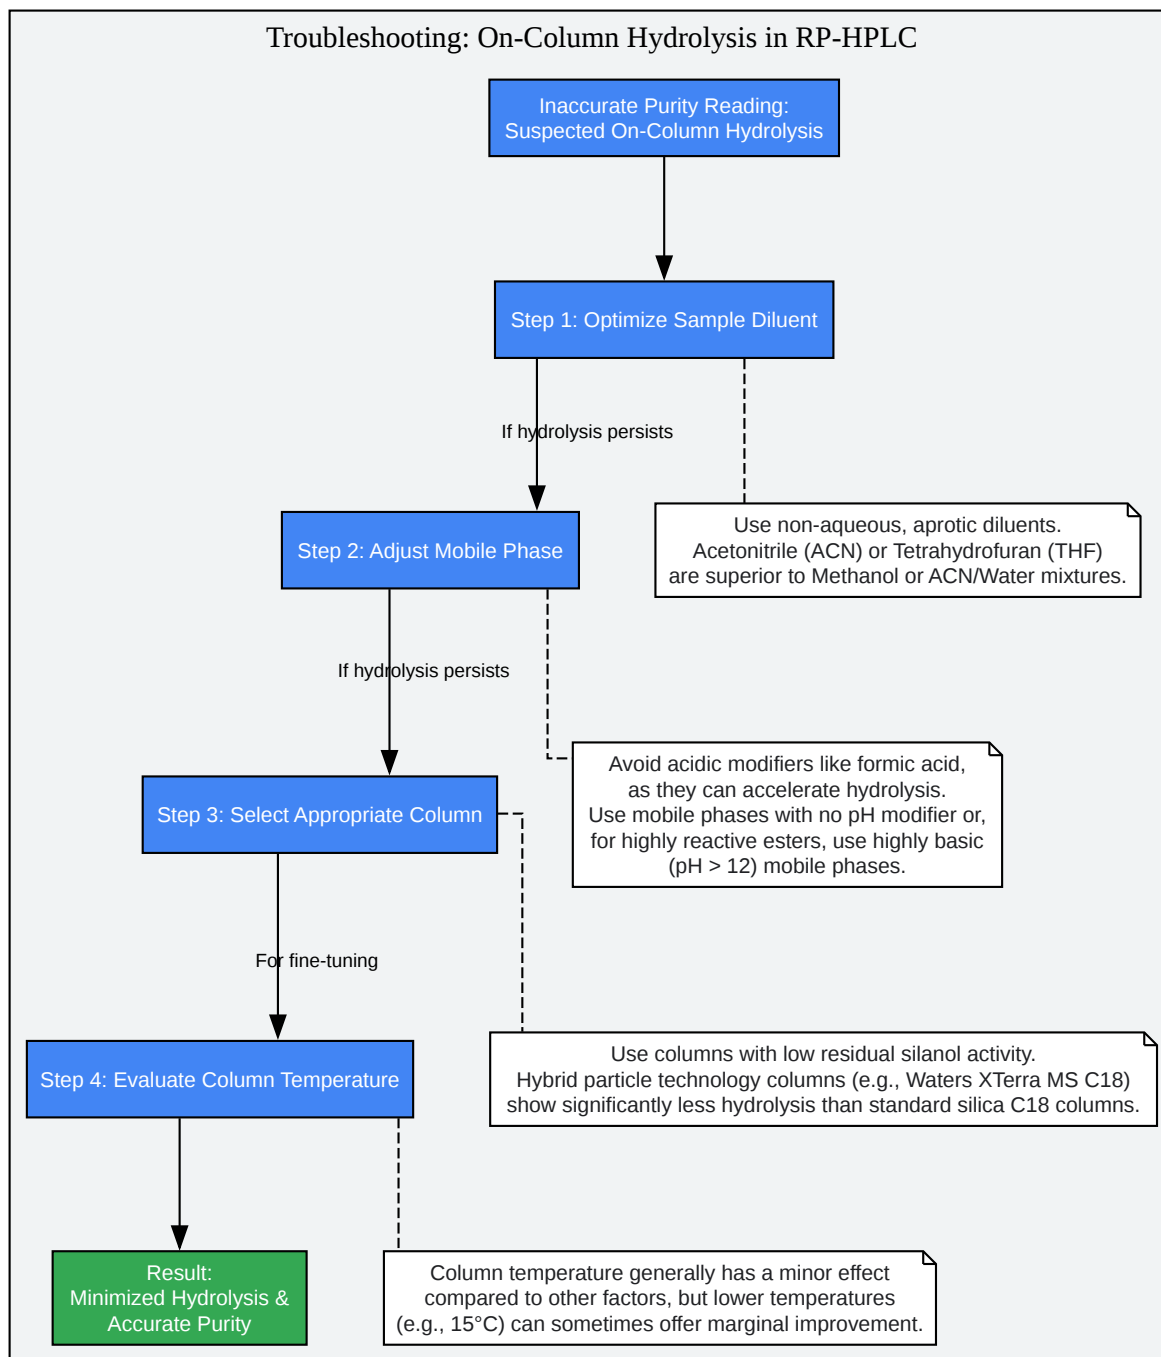 Troubleshooting: On-Column Hydrolysis in RP-HPLC
Inaccurate Purity Reading:
Suspected On-Column Hydrolysis
Step 1: Optimize Sample Diluent
If hydrolysis persists
Use non-aqueous, aprotic diluents.
Acetonitrile (ACN) or Tetrahydrofuran (THF)
are superior to Methanol or ACN/Water mixtures.
Step 2: Adjust Mobile Phase
If hydrolysis persists
Avoid acidic modifiers like formic acid,
as they can accelerate hydrolysis.
Use mobile phases with no pH modifier or,
for highly reactive esters, use highly basic
(pH > 12) mobile phases.
Step 3: Select Appropriate Column
For fine-tuning
Use columns with low residual silanol activity.
Hybrid particle technology columns (e.g., Waters XTerra MS C18)
show significantly less hydrolysis than standard silica C18 columns.
Step 4: Evaluate Column Temperature
Column temperature generally has a minor effect
compared to other factors, but lower temperatures
(e.g., 15°C) can sometimes offer marginal improvement.
Result:
Minimized Hydrolysis &
Accurate Purity